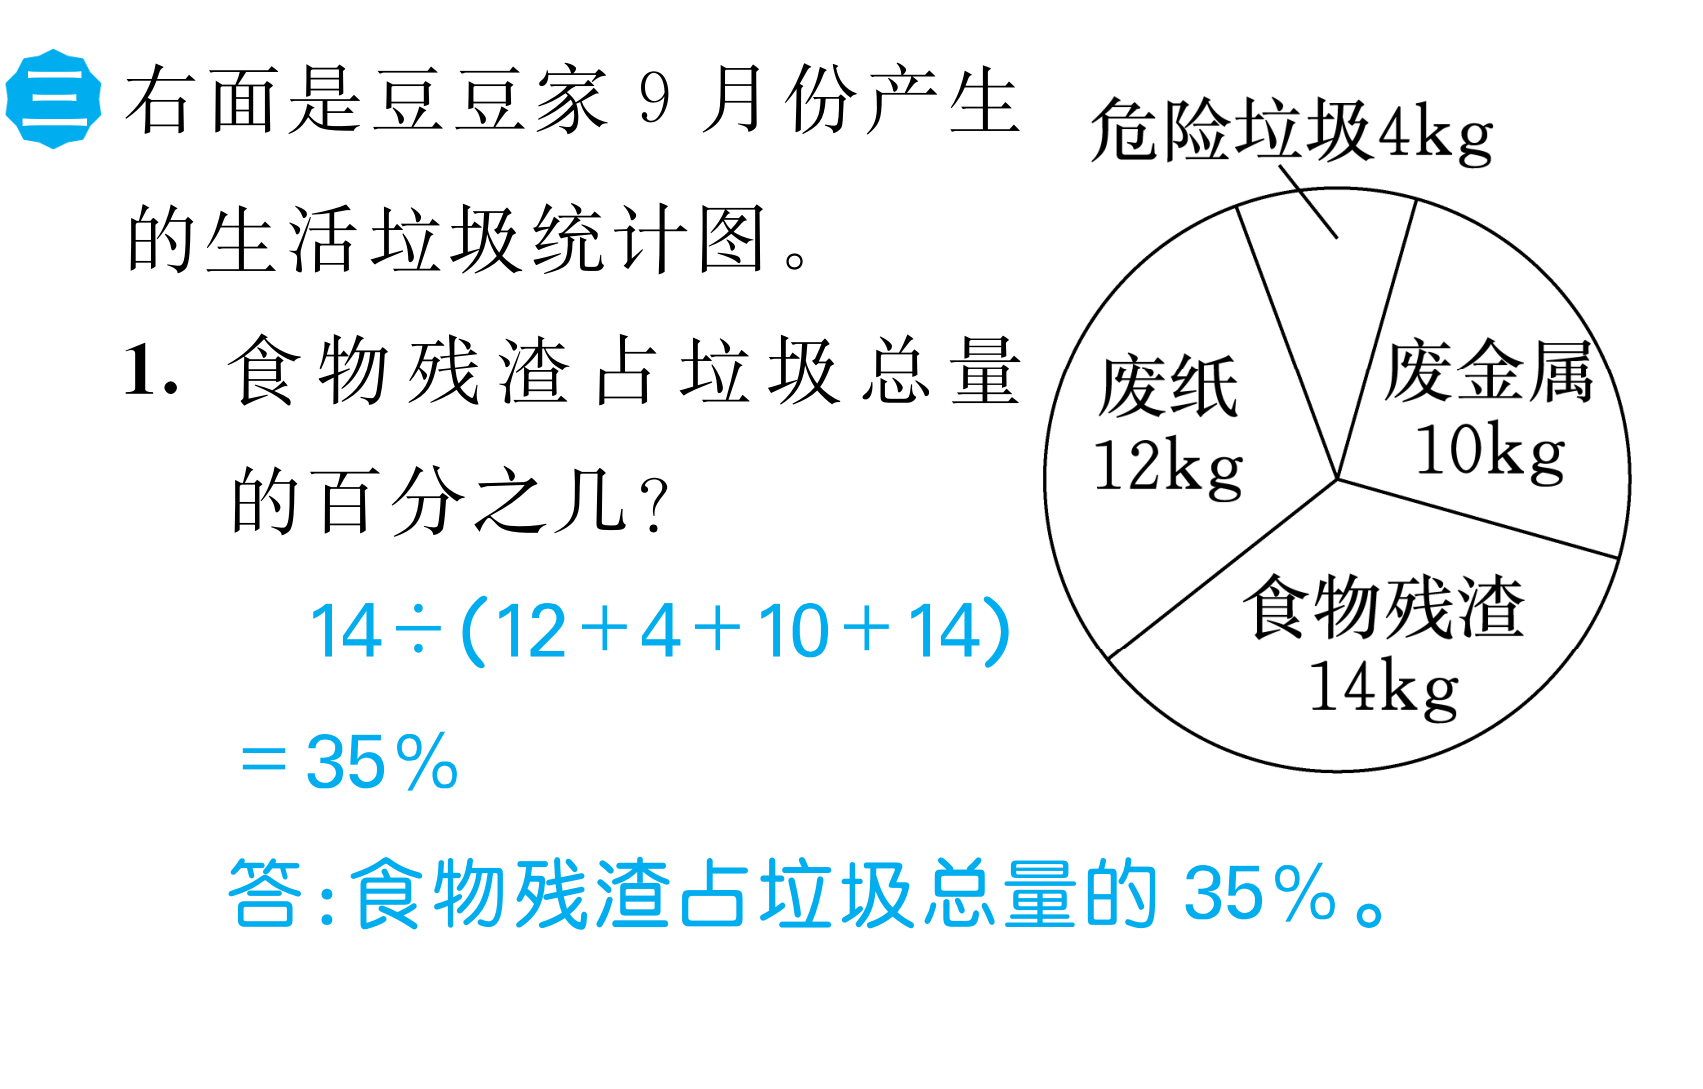 三 右面是豆豆家 9 月份产生
的生活垃圾统计图。
1. 食物残渣占垃圾总量
的百分之几?
14÷(12+4+10+14)
=35%
答:食物残渣占垃圾总量的 35%。
危险垃圾4kg
废纸
12kg
废金属
10kg
食物残渣
14kg